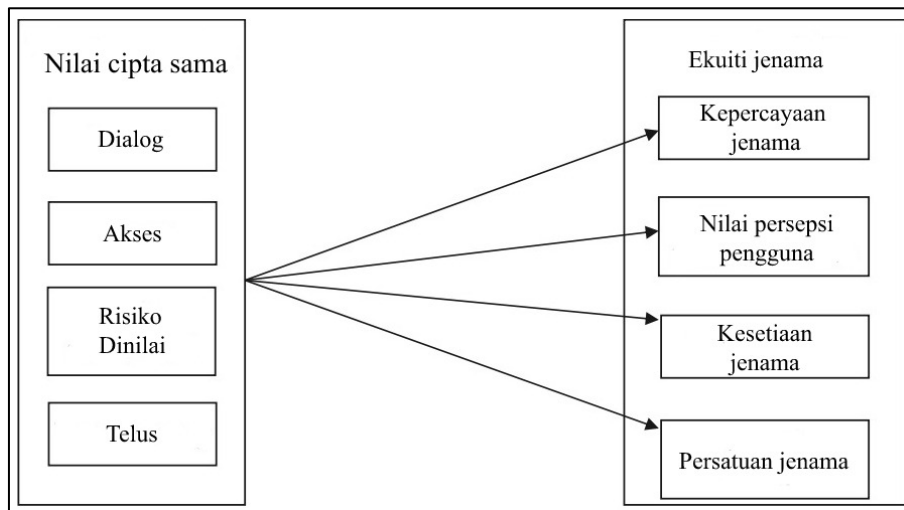 Nilai cipta sama
Dialog
Akses
Risiko
Dinilai
Telus
Ekuiti jenama
Kepercayaan
jenama
Nilai persepsi
pengguna
Kesetiaan
jenama
Persatuan jenama